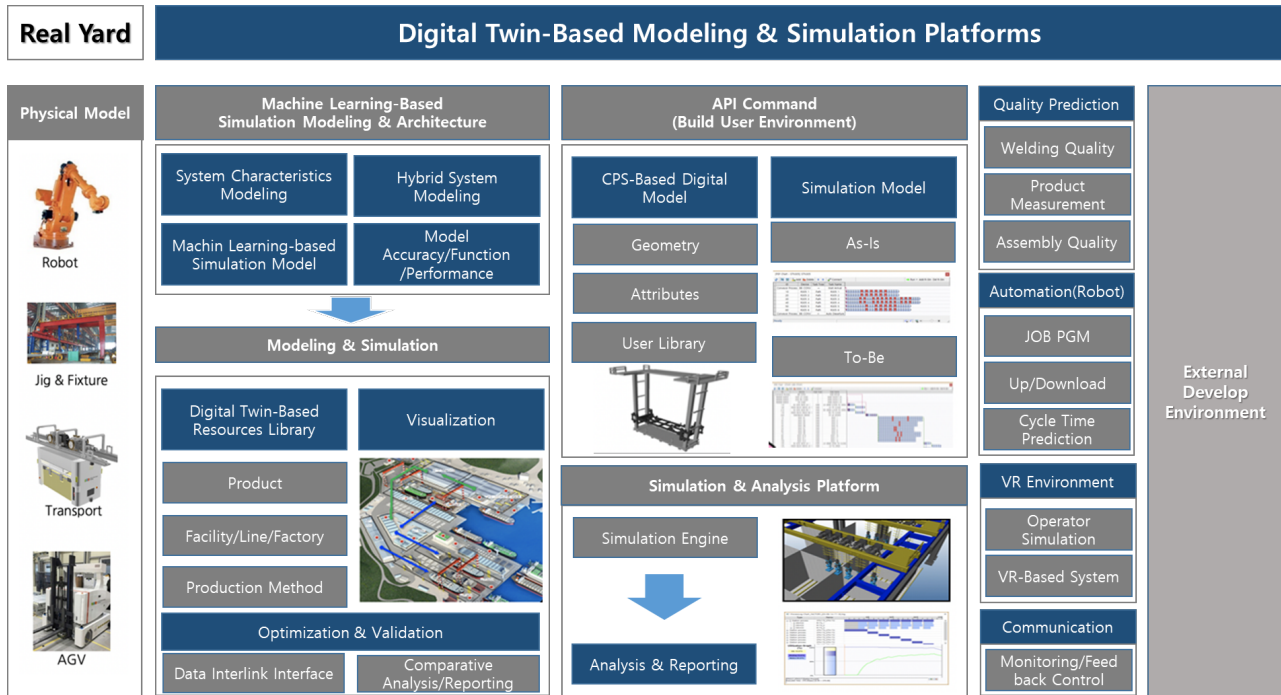 Real Yard
Digital Twin-Based Modeling & Simulation Platforms
Physical Model
Robot
Jig & Fixture
Transport
AGV
Machine Learning-Based
Simulation Modeling & Architecture
System Characteristics
Modeling
Hybrid System
Modeling
Machin Learning-based
Simulation Model
Model
Accuracy/Function
/Performance
Modeling & Simulation
Digital Twin-Based
Resources Library
Visualization
Product
Facility/Line/Factory
Production Method
Optimization & Validation
Data Interlink Interface
Comparative
Analysis/Reporting
API Command
(Build User Environment)
CPS-Based Digital
Model
Simulation Model
Geometry
As-Is
Attributes
User Library
To-Be
Simulation & Analysis Platform
Simulation Engine
Analysis & Reporting
Quality Prediction
Welding Quality
Product
Measurement
Assembly Quality
Automation(Robot)
JOB PGM
Up/Download
Cycle Time
Prediction
VR Environment
Operator
Simulation
VR-Based System
Communication
Monitoring/Feed
back Control
External
Develop
Environment